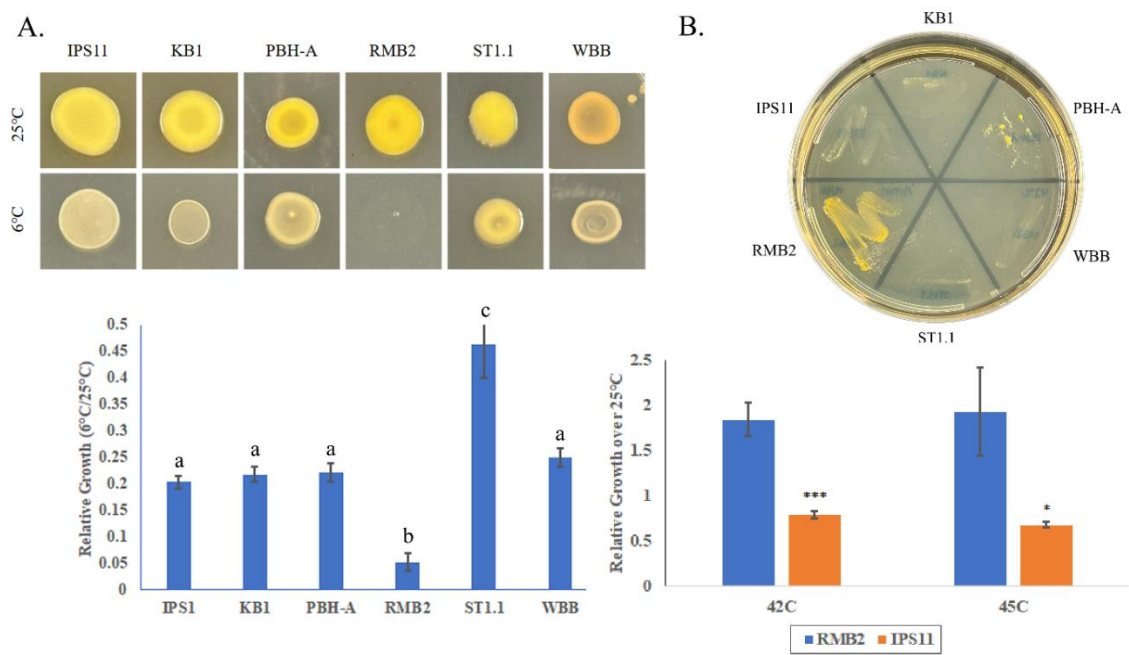 A.
IPS11 KB1 PBH-A RMB2 ST1.1 WBB
25°C
6°C
Relative Growth (6°C/25°C)
0.5
0.45
0.4
0.35
0.3
0.25
0.2
0.15
0.1
0.05
0
a a a b c a
IPS1 KB1 PBH-A RMB2 ST1.1 WBB
B.
KB1
IPS11
PBH-A
RMB2
WBB
ST1.1
Relative Growth over 25°C
2.5
2
1.5
1
0.5
0
*** *
42C 45C
RMB2 IPS11